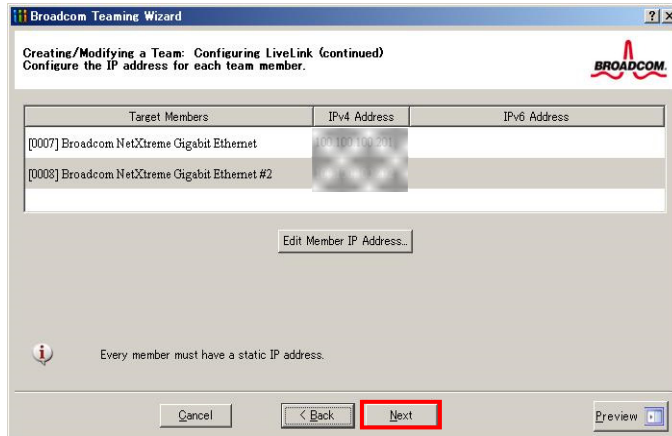 Broadcom Teaming Wizard
Creating/Modifying a Team: Configuring LiveLink (continued)
Configure the IP address for each team member.
BROADCOM.
Target Members IPv4 Address IPv6 Address
[0007] Broadcom NetXtreme Gigabit Ethernet
[0008] Broadcom NetXtreme Gigabit Ethernet #2
Edit Member IP Address...
Every member must have a static IP address.
Cancel < Back Next Preview